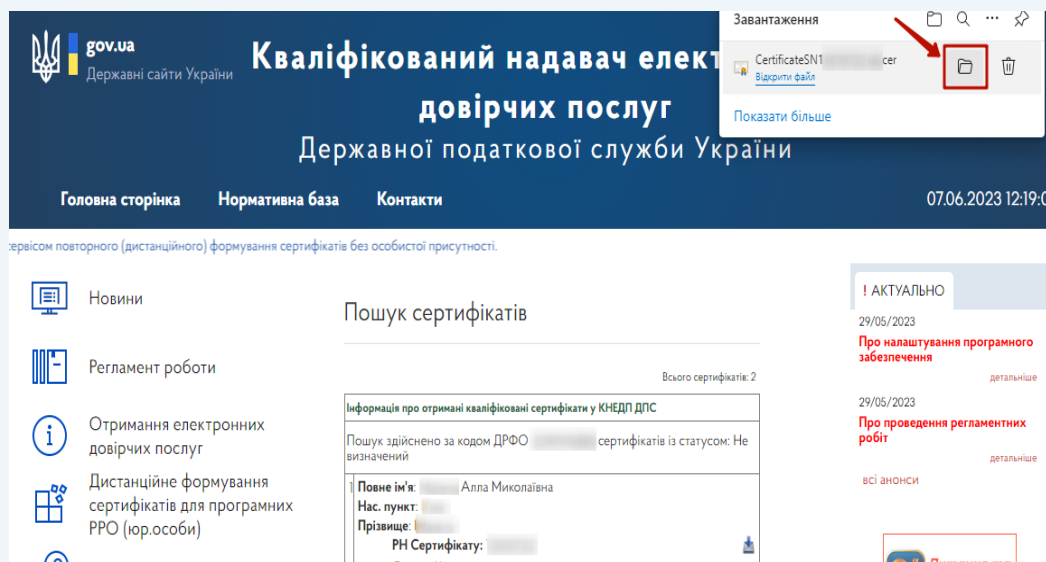 gov.ua
Державні сайти України
Кваліфікований надавач елект
довірчих послуг
Державної податкової служби України
Завантаження
CertificateSN1 cer
Відкрити файл
Показати більше
Головна сторінка Нормативна база Контакти
07.06.2023 12:19:0
сервісом повторного (дистанційного) формування сертифікатів без особистої присутності.
Новини
Регламент роботи
Отримання електронних
довірчих послуг
Дистанційне формування
сертифікатів для програмних
РРО (юр.особи)
Пошук сертифікатів
Всього сертифікатів: 2
Інформація про отримані кваліфіковані сертифікати у КНЕДП ДПС
Пошук здійснено за кодом ДРФО сертифікатів із статусом: Не
визначений
1 Повне ім'я: Алла Миколаївна
Нас. пункт:
Прізвище:
РН Сертифікату:
! АКТУАЛЬНО
29/05/2023
Про налаштування програмного
забезпечення
детальніше
29/05/2023
Про проведення регламентних
робіт
детальніше
всі анонси